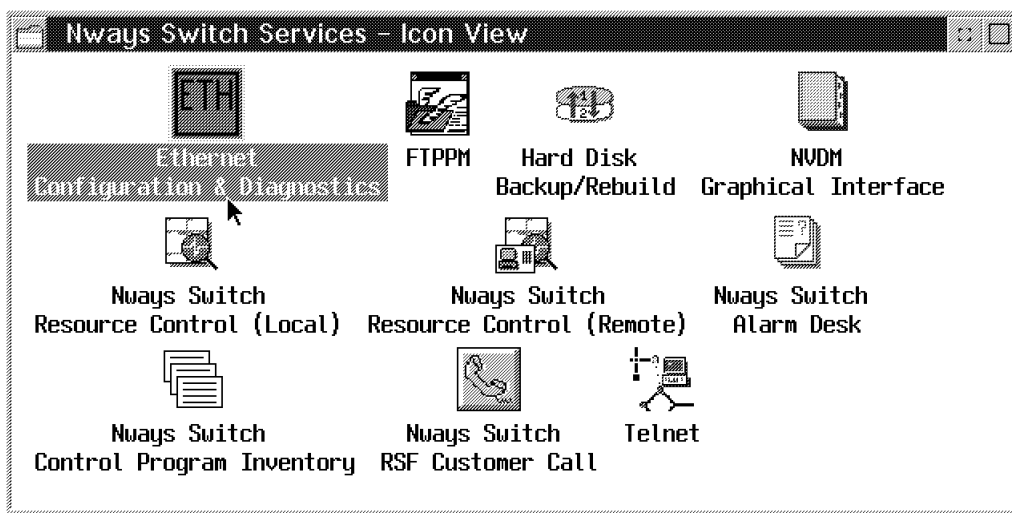 Nways Switch Services - Icon View
ETH
1
2
Ethernet
Configuration & Diagnostics
FTPPM
Hard Disk
Backup/Rebuild
NVDM
Graphical Interface
?
Nways Switch
Resource Control (Local)
Nways Switch
Resource Control (Remote)
Nways Switch
Alarm Desk
Nways Switch
Control Program Inventory
Nways Switch
RSF Customer Call
Telnet